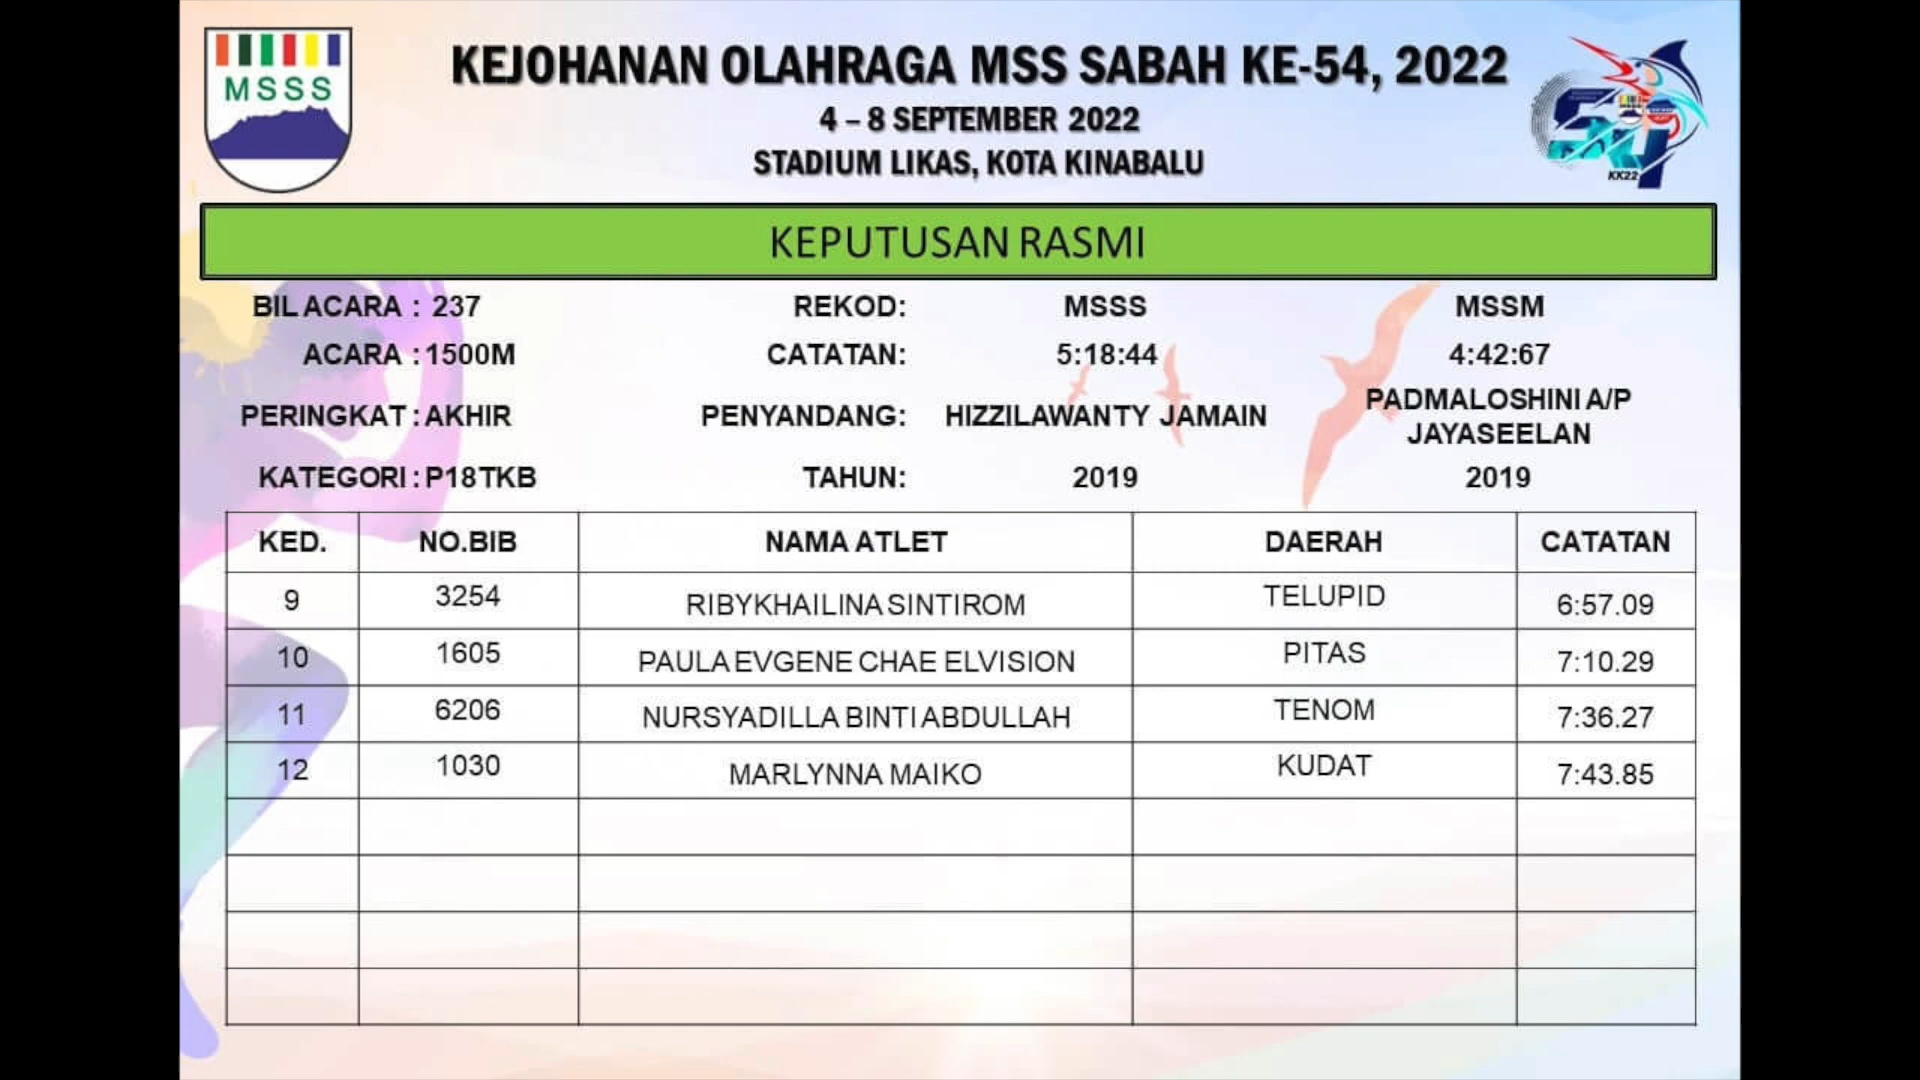 MSSS
KEJOHANAN OLAHRAGA MSS SABAH KE-54, 2022
4 – 8 SEPTEMBER 2022
STADIUM LIKAS, KOTA KINABALU
54
KK22
KEPUTUSAN RASMI
BIL ACARA : 237 REKOD: MSSS MSSM
ACARA : 1500M CATATAN: 5:18:44 4:42:67
PERINGKAT : AKHIR PENYANDANG: HIZZILAWANTY JAMAIN PADMALOSHINI A/P JAYASEELAN
KATEGORI : P18TKB TAHUN: 2019 2019
KED. NO.BIB NAMA ATLET DAERAH CATATAN
9 3254 RIBYKHAILINA SINTIROM TELUPID 6:57.09
10 1605 PAULA EVGENE CHAE ELVISION PITAS 7:10.29
11 6206 NURSYADILLA BINTI ABDULLAH TENOM 7:36.27
12 1030 MARLYNNA MAIKO KUDAT 7:43.85